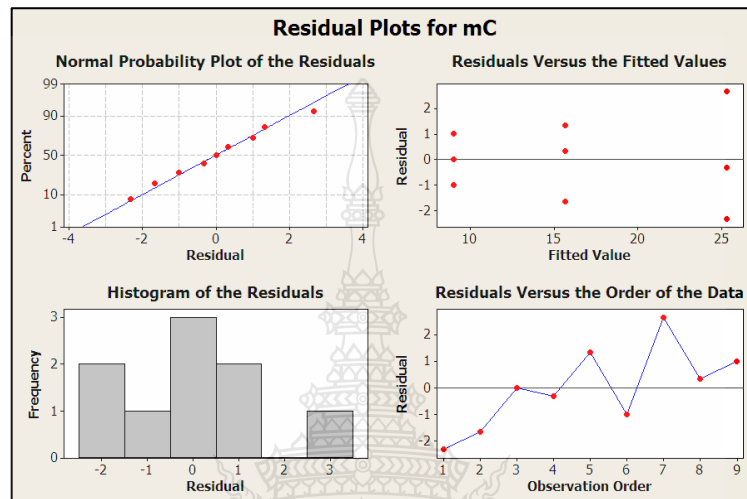 Residual Plots for mC
Normal Probability Plot of the Residuals
99
90
50
10
1
Percent
-4 -2 0 2 4
Residual
Residuals Versus the Fitted Values
2
1
0
-1
-2
Residual
10 15 20 25
Fitted Value
Histogram of the Residuals
3
2
1
0
Frequency
-2 -1 0 1 2 3
Residual
Residuals Versus the Order of the Data
2
1
0
-1
-2
Residual
1 2 3 4 5 6 7 8 9
Observation Order